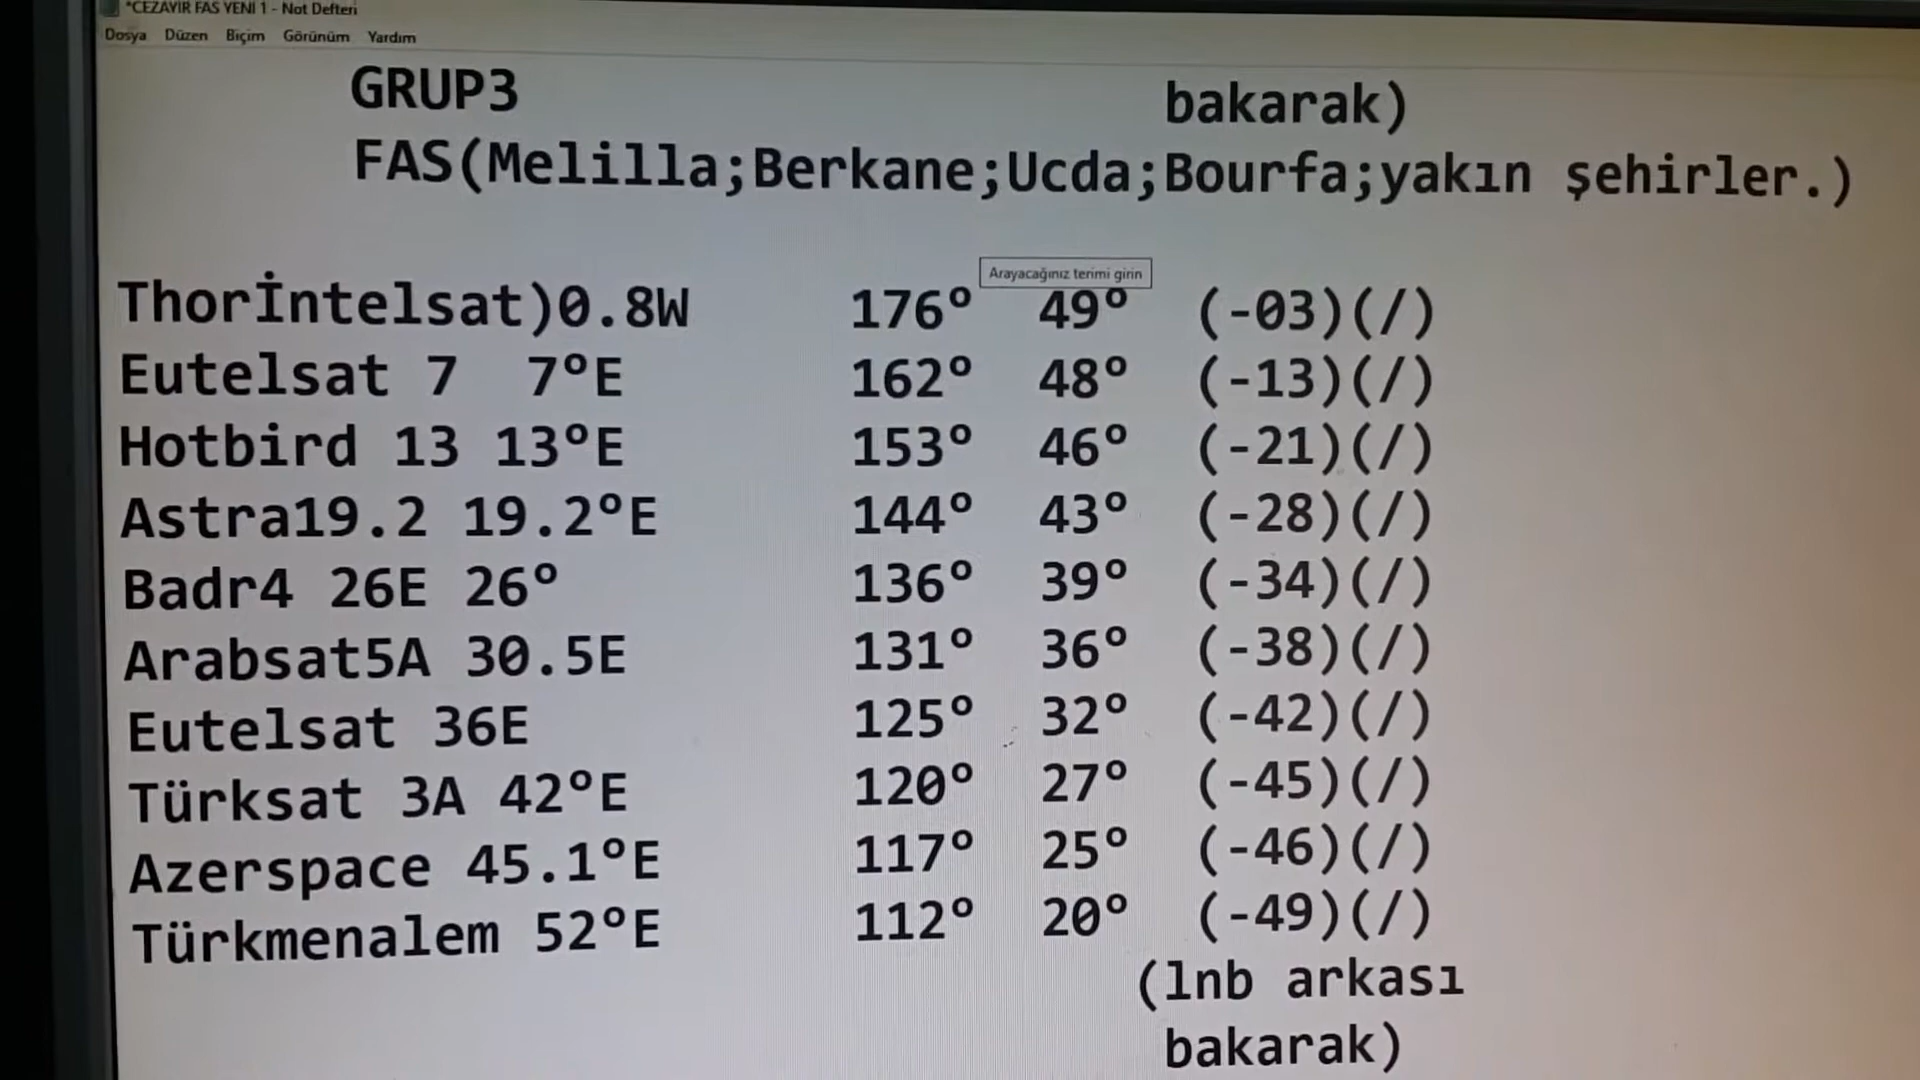 *CEZAYIR FAS YENİ 1 - Not Defteri
Dosya Düzen Biçim Görünüm Yardım
GRUP3 bakarak)
FAS(Melilla;Berkane;Ucda;Bourfa;yakın şehirler.)
Arayacağınız terimi girin
Thorİntelsat)0.8W 176° 49° (-03)(/)
Eutelsat 7 7°E 162° 48° (-13)(/)
Hotbird 13 13°E 153° 46° (-21)(/)
Astra19.2 19.2°E 144° 43° (-28)(/)
Badr4 26E 26° 136° 39° (-34)(/)
Arabsat5A 30.5E 131° 36° (-38)(/)
Eutelsat 36E 125° 32° (-42)(/)
Türksat 3A 42°E 120° 27° (-45)(/)
Azerspace 45.1°E 117° 25° (-46)(/)
Türkmenalem 52°E 112° 20° (-49)(/)
(lnb arkası
bakarak)